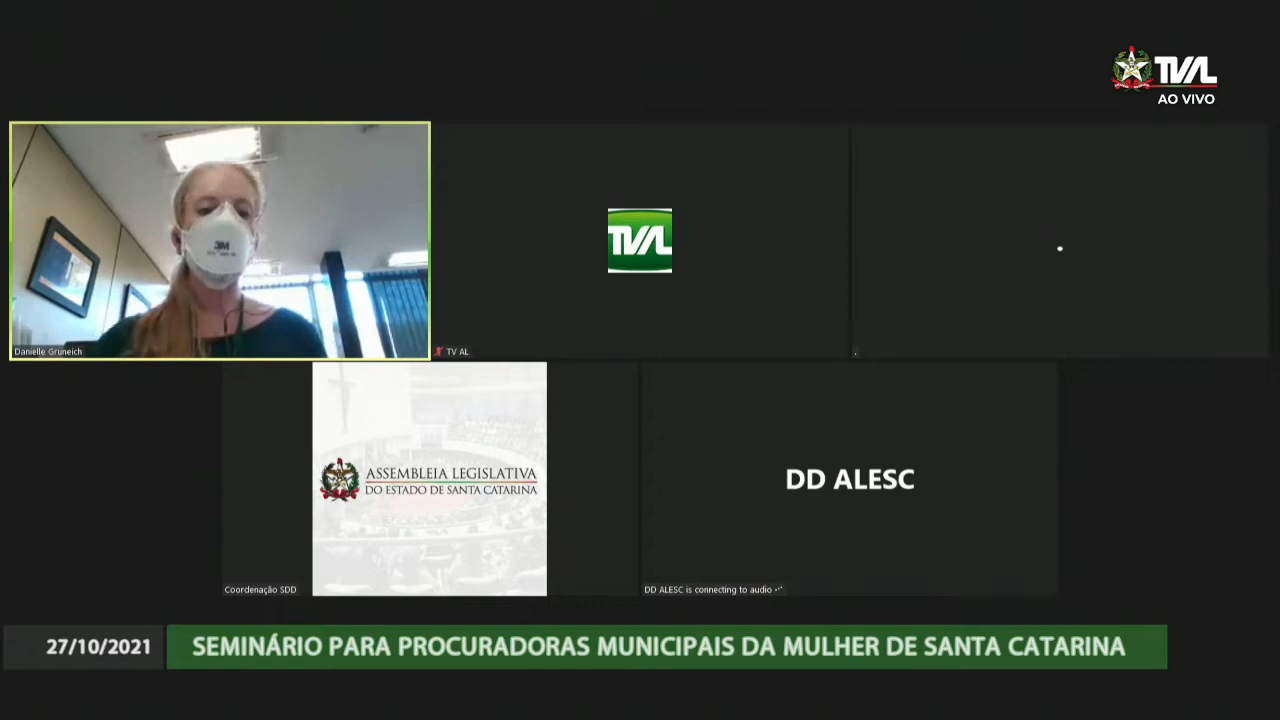 TVAL
AO VIVO
3M
Danielle Gruneich
TVAL
TV AL
.
ASSEMBLEIA LEGISLATIVA
DO ESTADO DE SANTA CATARINA
Coordenação SDD
DD ALESC
DD ALESC is connecting to audio
27/10/2021
SEMINÁRIO PARA PROCURADORAS MUNICIPAIS DA MULHER DE SANTA CATARINA